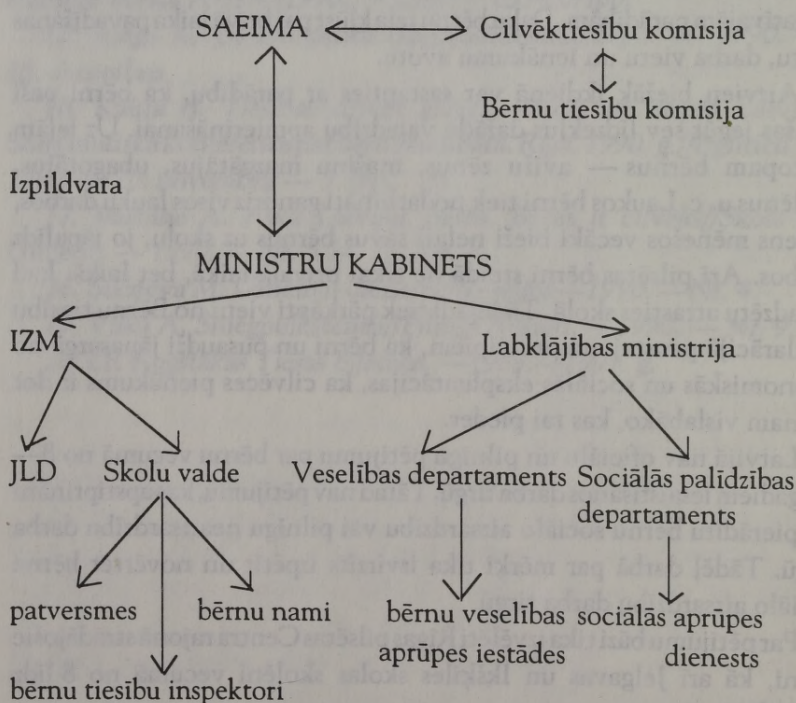 SAEIMA
Cilvēktiesību komisija
Bērnu tiesību komisija
Izpildvara
MINISTRU KABINETS
IZM
Labklājības ministrija
JLD
Skolu valde
Veselības departaments
Sociālās palīdzības
departaments
patversmes
bērnu nami
bērnu veselības
aprūpes iestādes
sociālās aprūpes
dienests
bērnu tiesību inspektori